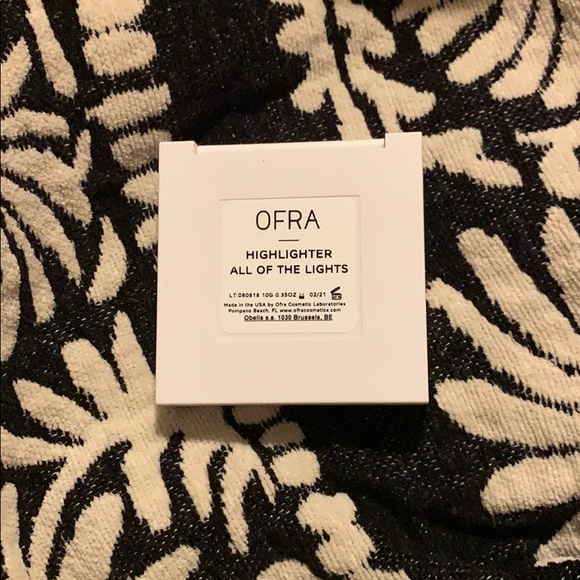 OFRA
HIGHLIGHTER
ALL OF THE LIGHTS
LT:080818 10G 0.35OZ 02/21
Made in the USA by Ofra Cosmetic Laboratories
Pompano Beach, FL www.ofracosmetics.com
Obelis s.a. 1030 Brussels, BE